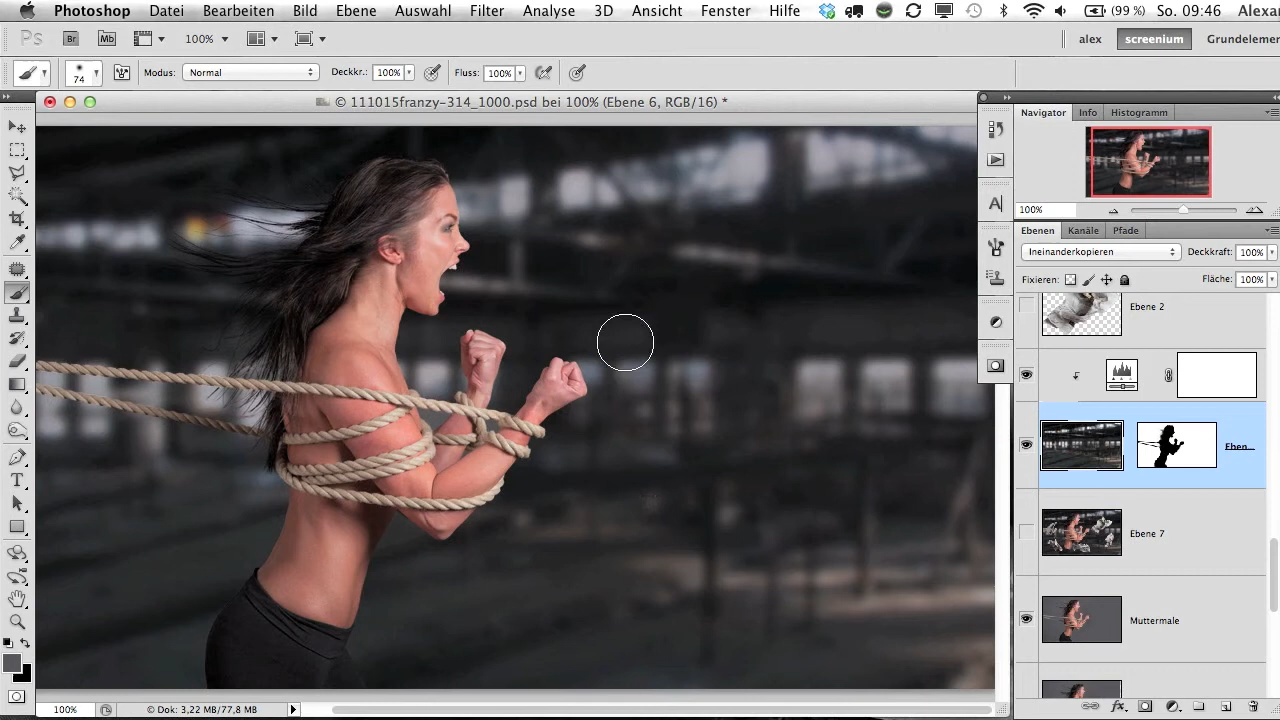 Photoshop Datei Bearbeiten Bild Ebene Auswahl Filter Analyse 3D Ansicht Fenster Hilfe (99 %) So. 09:46 Alexa
Ps Br Mb 100% alex screenium Grundelemen
74 Modus: Normal Deckkr.: 100% Fluss: 100%
© 111015franzy-314_1000.psd bei 100% (Ebene 6, RGB/16) *
Navigator Info Histogramm
100%
Ebenen Kanäle Pfade
Ineinanderkopieren Deckkraft: 100%
Fixieren: Fläche: 100%
Ebene 2
Eben...
Ebene 7
Muttermale
100% © Dok: 3,22 MB/77,8 MB